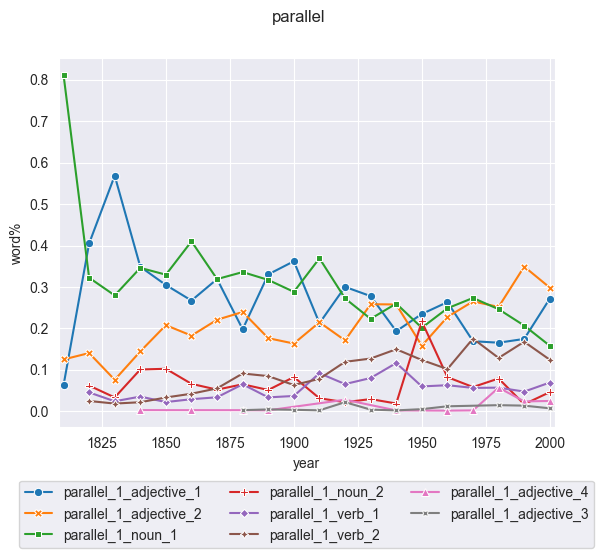 parallel
0.8
0.7
0.6
0.5
0.4
0.3
0.2
0.1
0.0
word%
1825 1850 1875 1900 1925 1950 1975 2000
year
parallel_1_adjective_1 parallel_1_noun_2 parallel_1_adjective_4
parallel_1_adjective_2 parallel_1_verb_1 parallel_1_adjective_3
parallel_1_noun_1 parallel_1_verb_2